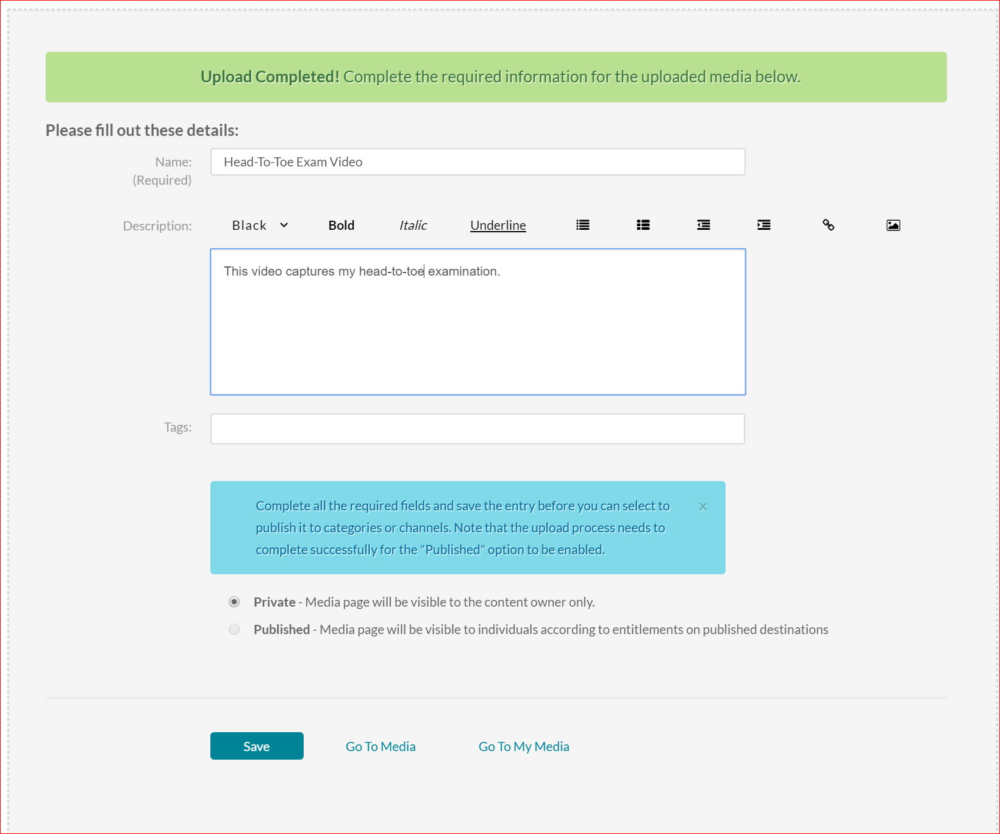 Upload Completed! Complete the required information for the uploaded media below.
Please fill out these details:
Name:
(Required)
Head-To-Toe Exam Video
Description:
Black Bold Italic Underline
This video captures my head-to-toe examination.
Tags:
Complete all the required fields and save the entry before you can select to
publish it to categories or channels. Note that the upload process needs to
complete successfully for the "Published" option to be enabled.
×
Private - Media page will be visible to the content owner only.
Published - Media page will be visible to individuals according to entitlements on published destinations
Save Go To Media Go To My Media